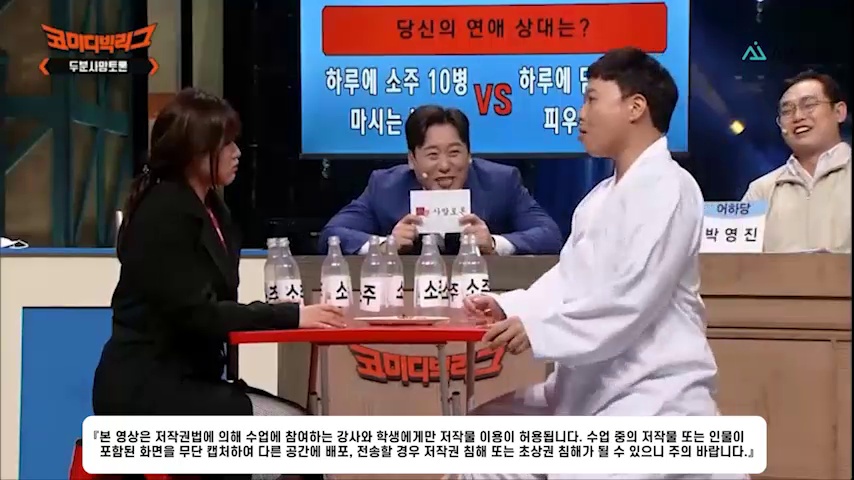 코미디빅리그
두분사망토론
당신의 연애 상대는?
하루에 소주 10병
마시는
VS
하루에 담
피우
사망토론
어하당
박영진
소주
소주
소주
코미디빅리그
『본 영상은 저작권법에 의해 수업에 참여하는 강사와 학생에게만 저작물 이용이 허용됩니다. 수업 중의 저작물 또는 인물이
포함된 화면을 무단 캡처하여 다른 공간에 배포, 전송할 경우 저작권 침해 또는 초상권 침해가 될 수 있으니 주의 바랍니다.』